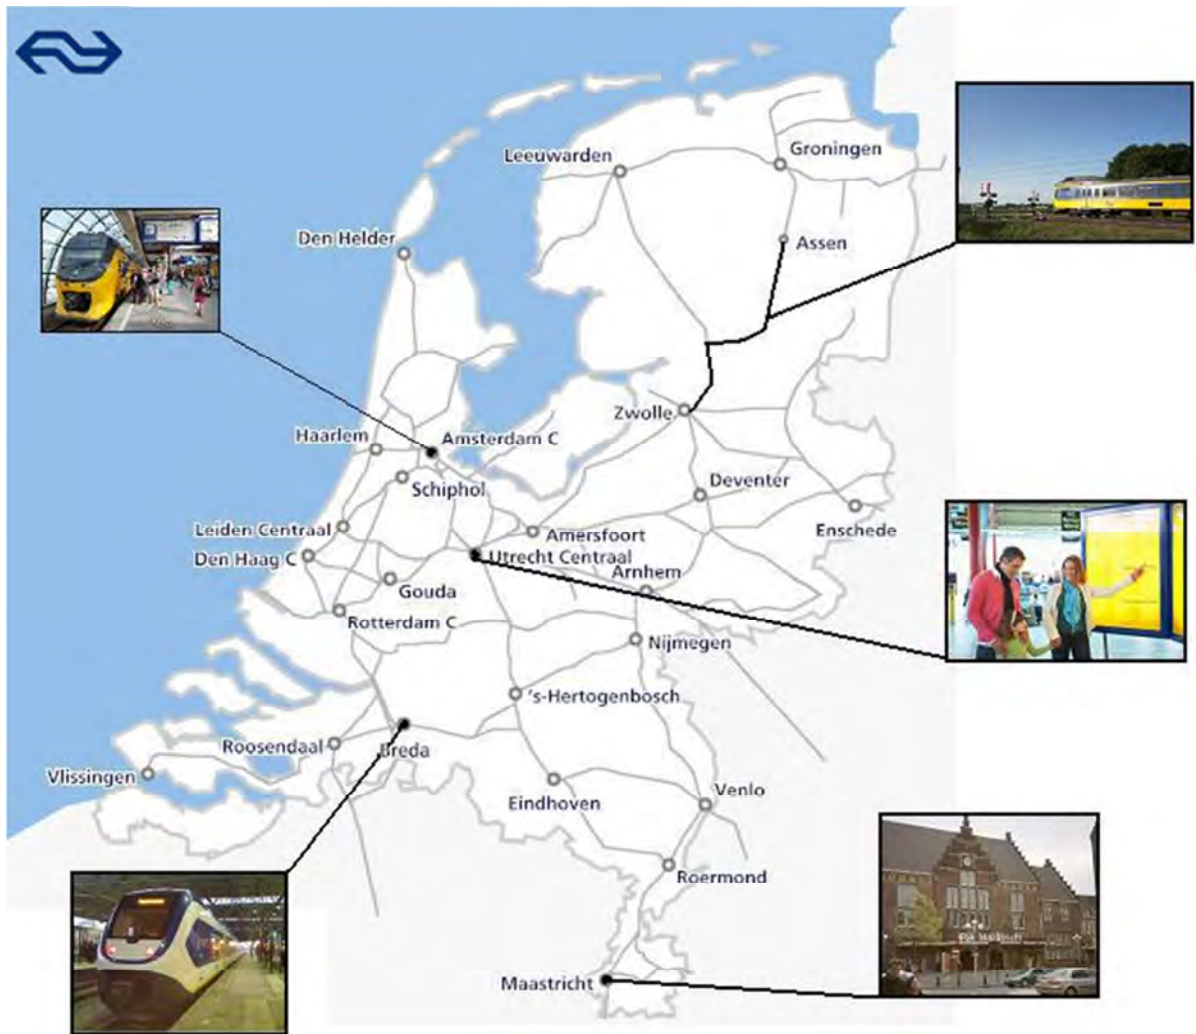 Leeuwarden
Groningen
Den Helder
Assen
Zwolle
Haarlem
Amsterdam C
Schiphol
Deventer
Leiden Centraal
Enschede
Amersfoort
Den Haag C
Utrecht Centraal
Arnhem
Gouda
Rotterdam C
Nijmegen
's-Hertogenbosch
Roosendaal
Breda
Vlissingen
Eindhoven
Venlo
Roermond
Maastricht